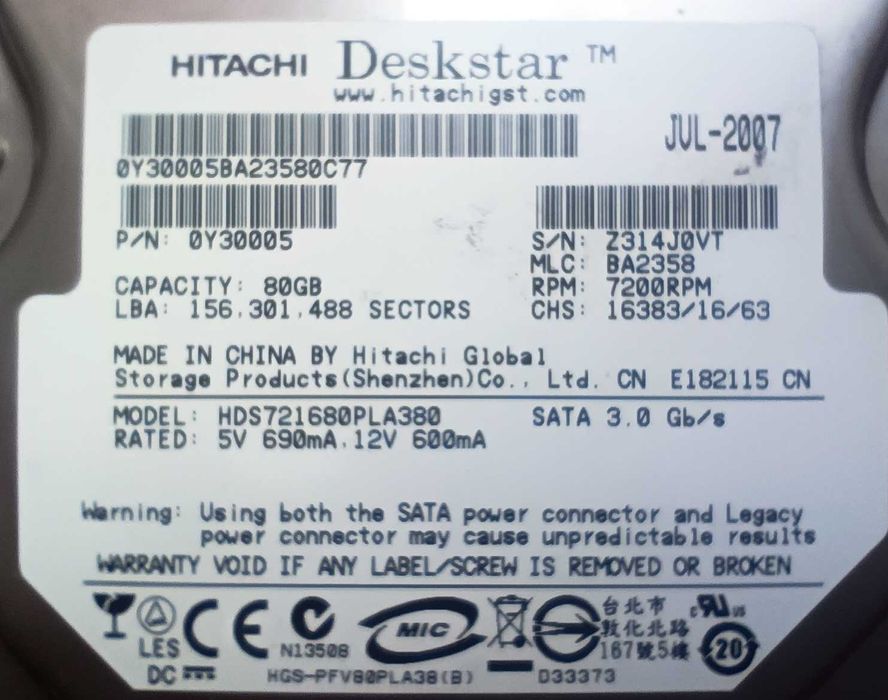 HITACHI Deskstar™
www.hitachigst.com
JUL-2007
0Y30005BA23580C77
P/N: 0Y30005
S/N: Z314J0VT
MLC: BA2358
CAPACITY: 80GB
RPM: 7200RPM
LBA: 156,301,488 SECTORS
CHS: 16383/16/63
MADE IN CHINA BY Hitachi Global
Storage Products(Shenzhen)Co., Ltd. CN E182115 CN
MODEL: HDS721680PLA380
SATA 3.0 Gb/s
RATED: 5V 690mA,12V 600mA
Warning: Using both the SATA power connector and Legacy
power connector may cause unpredictable results
WARRANTY VOID IF ANY LABEL/SCREW IS REMOVED OR BROKEN
LES
DC
CE
N13508
MIC
HGS-PFV80PLA38(B)
D33373
台北市
敦化北路
167號5樓
c RU us
20